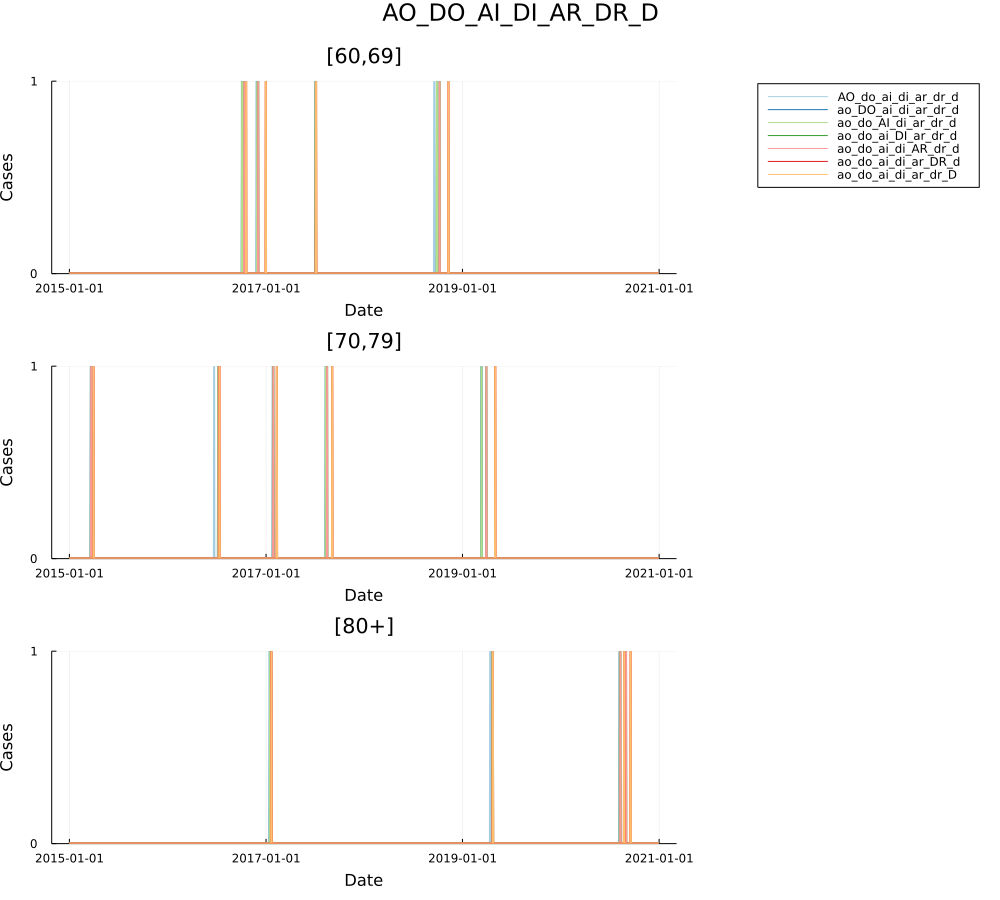 AO_DO_AI_DI_AR_DR_D
[60,69]
1
Cases
0
2015-01-01 2017-01-01 2019-01-01 2021-01-01
Date
AO_do_ai_di_ar_dr_d
ao_DO_ai_di_ar_dr_d
ao_do_AI_di_ar_dr_d
ao_do_ai_DI_ar_dr_d
ao_do_ai_di_AR_dr_d
ao_do_ai_di_ar_DR_d
ao_do_ai_di_ar_dr_D
[70,79]
1
Cases
0
2015-01-01 2017-01-01 2019-01-01 2021-01-01
Date
[80+]
1
Cases
0
2015-01-01 2017-01-01 2019-01-01 2021-01-01
Date